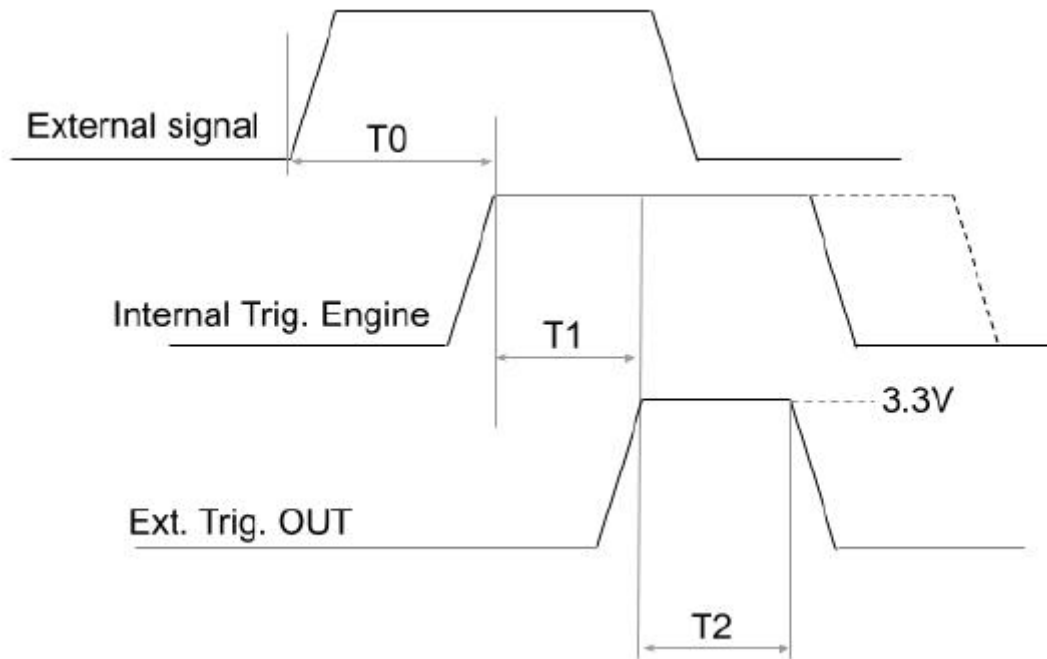 External signal
T0
Internal Trig. Engine
T1
3.3V
Ext. Trig. OUT
T2